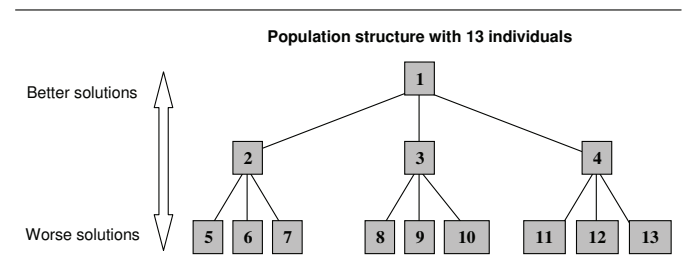 Population structure with 13 individuals
Better solutions
1
2 3 4
Worse solutions
5 6 7 8 9 10 11 12 13